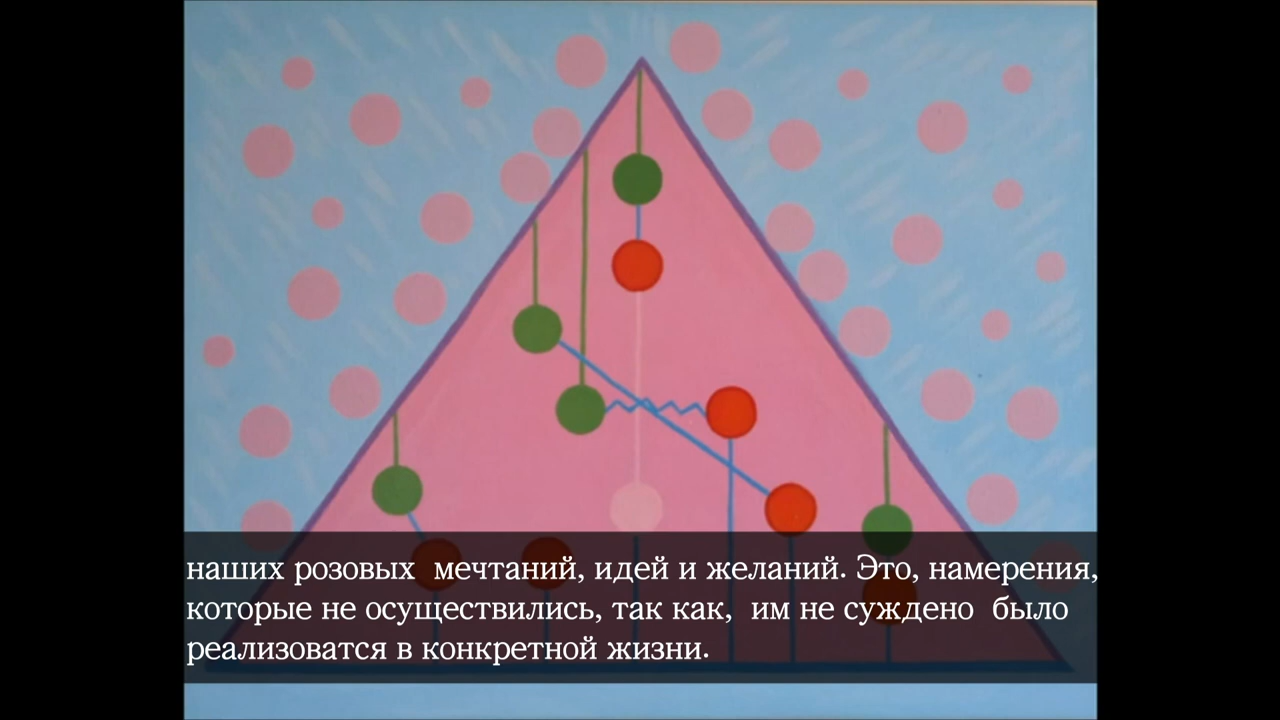 наших розовых  мечтаний, идей и желаний. Это, намерения,
которые не осуществились, так как,  им не суждено  было
реализоватся в конкретной жизни.